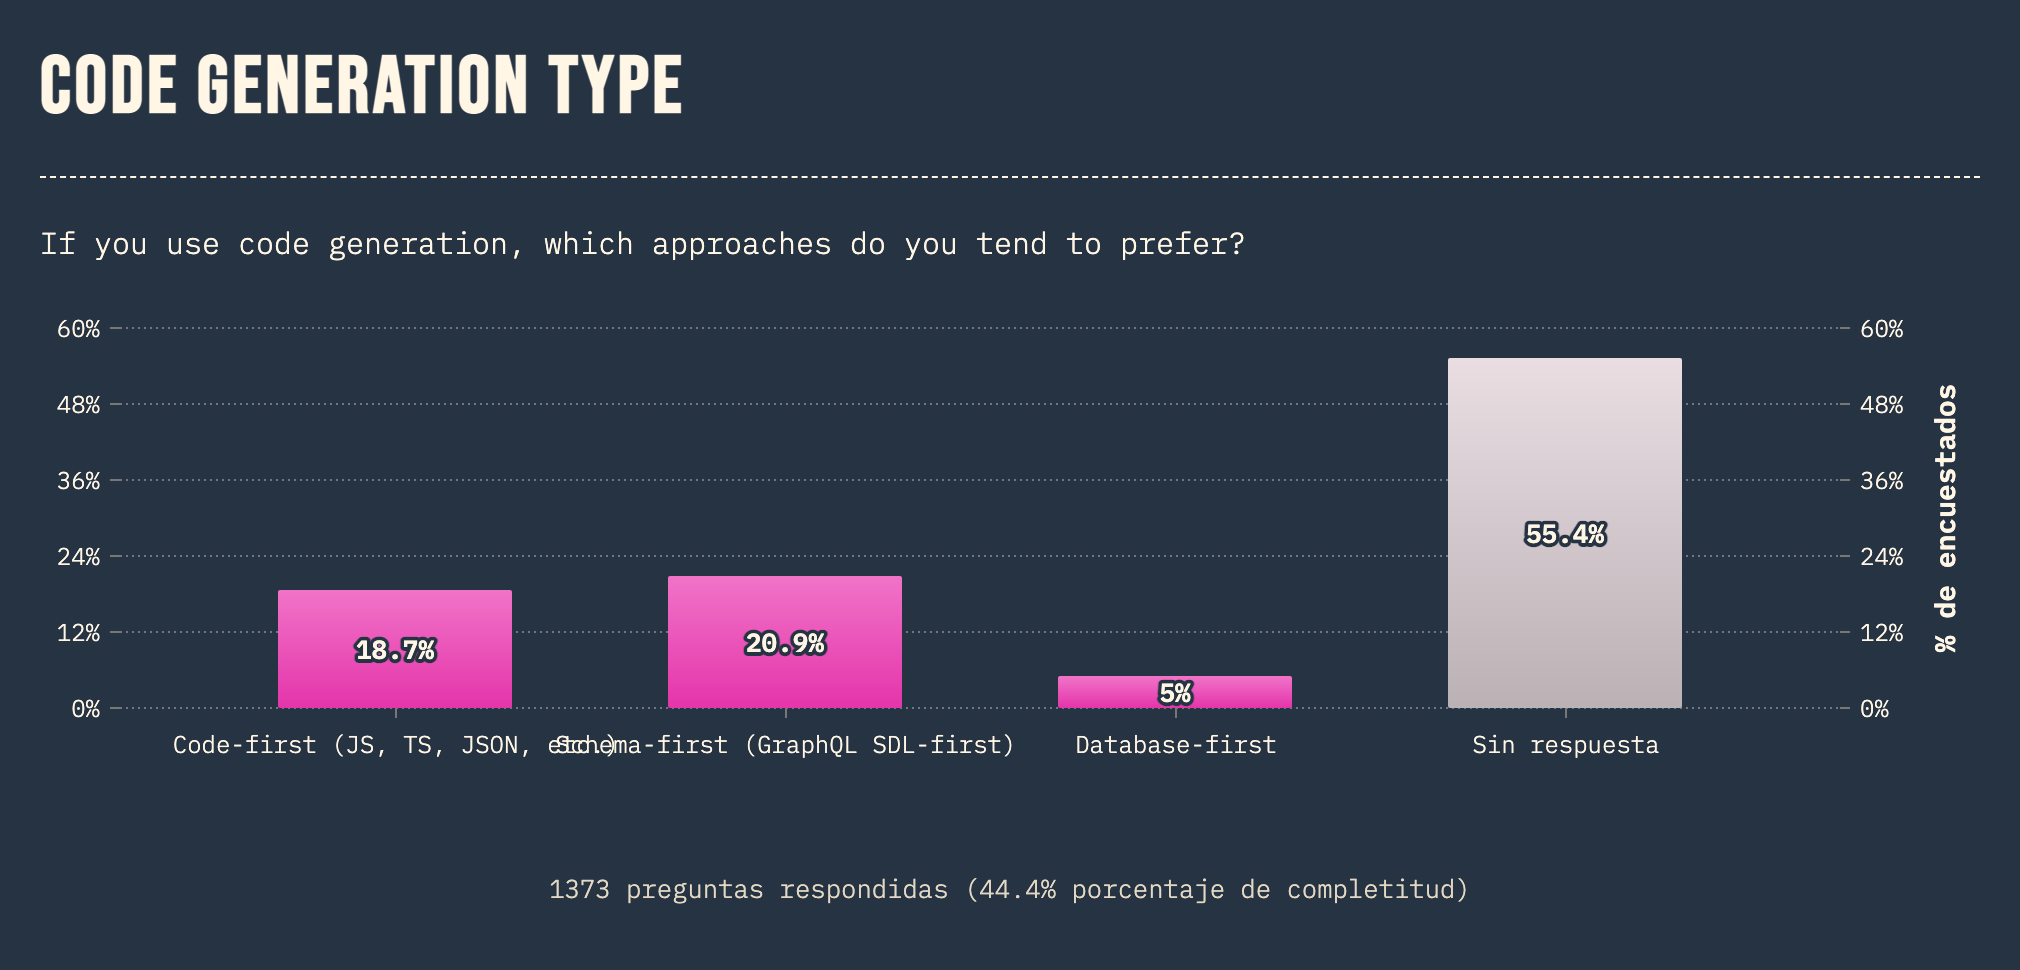 CODE GENERATION TYPE
If you use code generation, which approaches do you tend to prefer?
60%
60%
48%
48%
36%
36%
24%
24%
12%
12%
0%
0%
% de encuestados
18.7%
20.9%
5%
55.4%
Code-first (JS, TS, JSON, etc.)
Schema-first (GraphQL SDL-first)
Database-first
Sin respuesta
1373 preguntas respondidas (44.4% porcentaje de completitud)